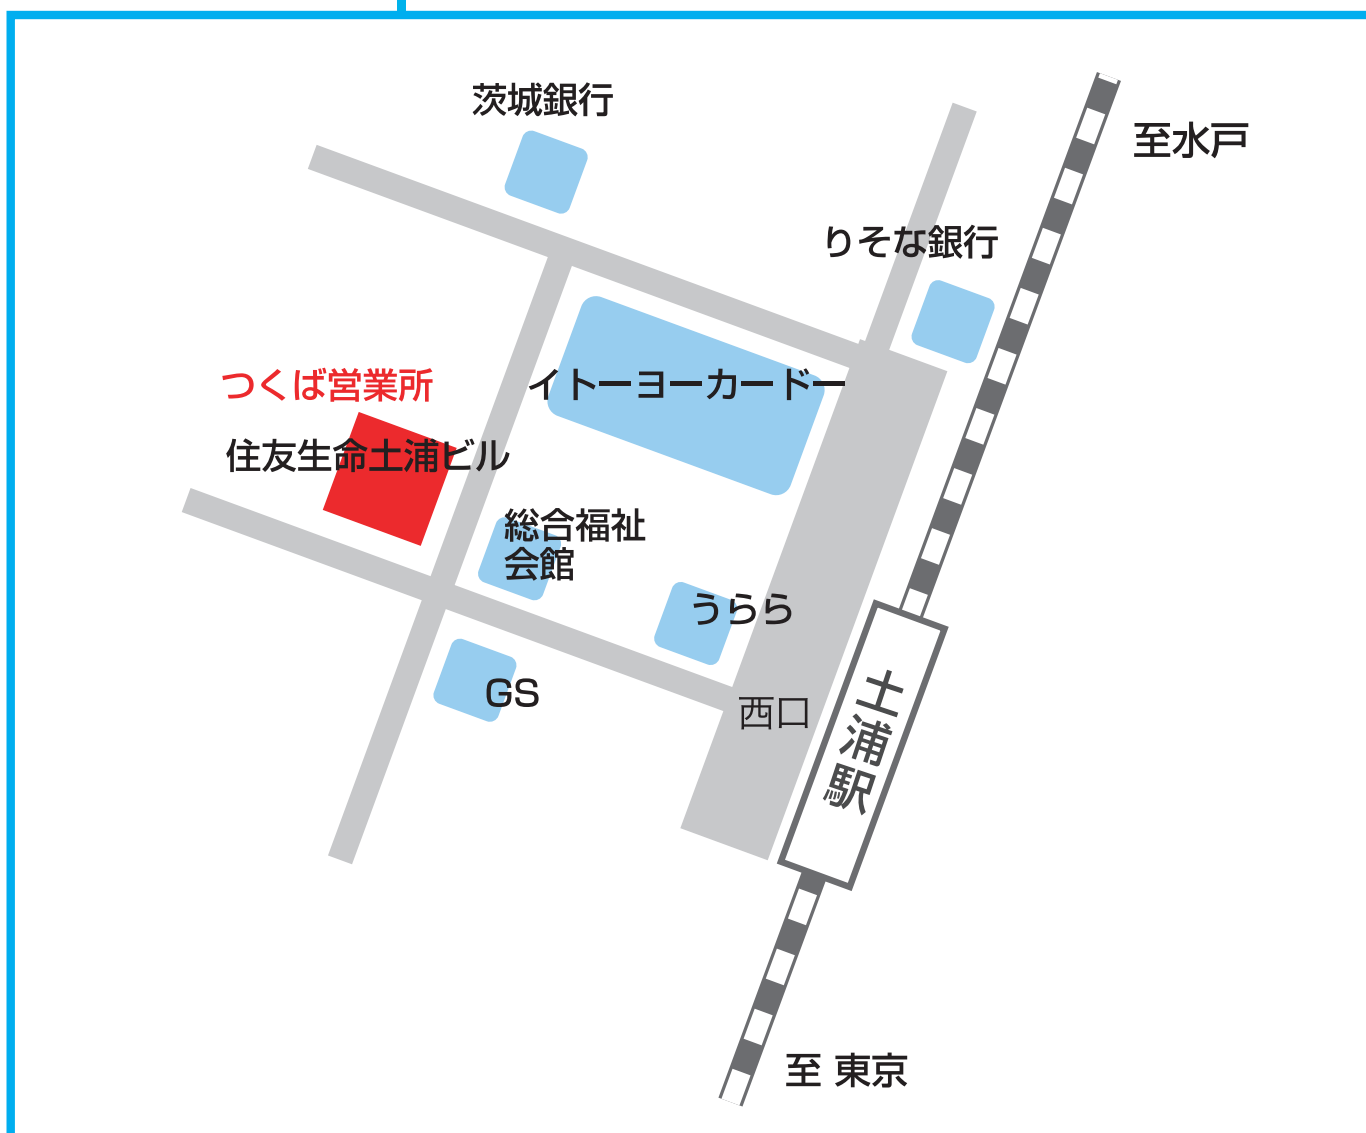 茨城銀行
至水戸
りそな銀行
つくば営業所
イトーヨーカードー
住友生命土浦ビル
総合福祉
会館
うらら
GS
西口
土浦駅
至 東京